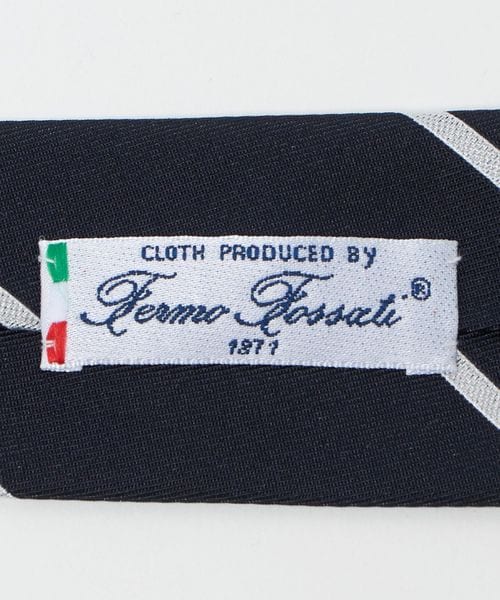 CLOTH PRODUCED BY
Fermo Fossati®
1871